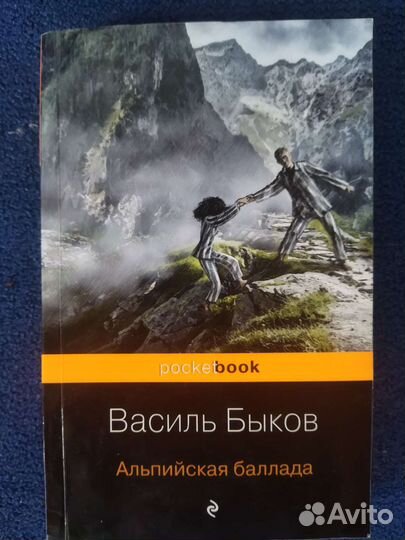 pocketbook
Василь Быков
Альпийская баллада
Avito